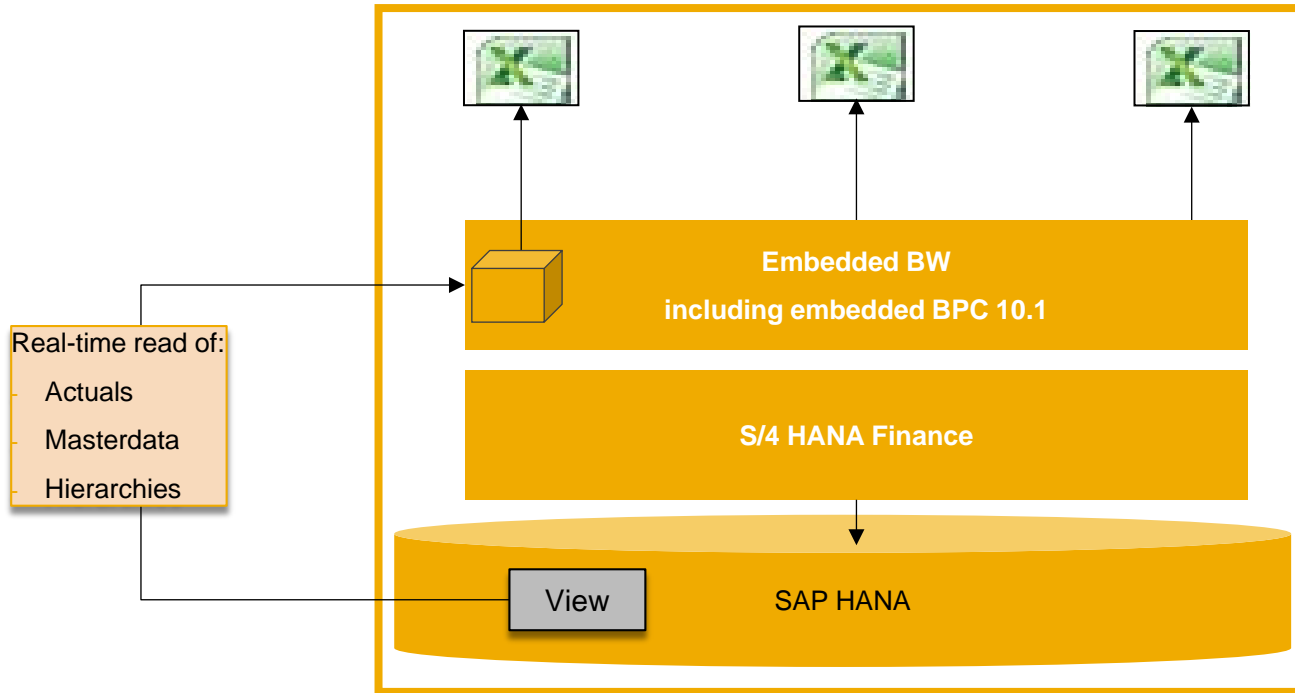 Embedded BW
including embedded BPC 10.1
Real-time read of:
- Actuals
- Masterdata
- Hierarchies
S/4 HANA Finance
View
SAP HANA